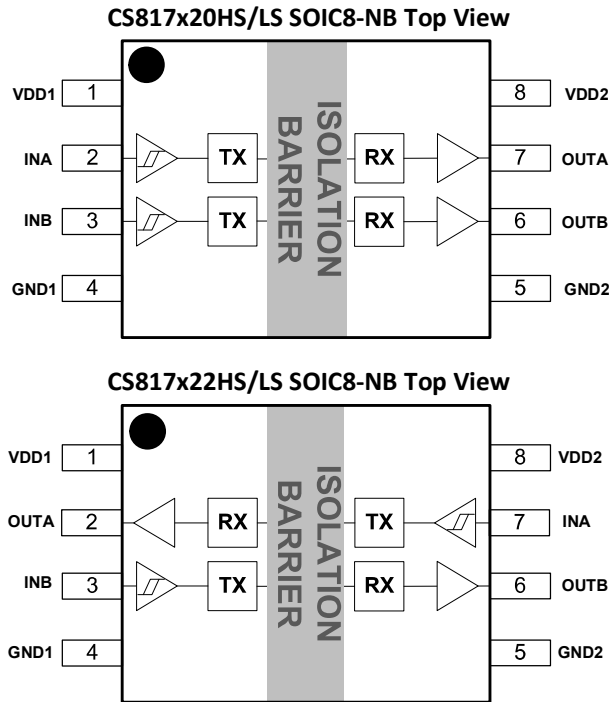 CS817x20HS/LS SOIC8-NB Top View
VDD1 1 8 VDD2
INA 2 TX RX 7 OUTA
INB 3 TX RX 6 OUTB
GND1 4 5 GND2
ISOLATION
BARRIER
CS817x22HS/LS SOIC8-NB Top View
VDD1 1 8 VDD2
OUTA 2 RX TX 7 INA
INB 3 TX RX 6 OUTB
GND1 4 5 GND2
ISOLATION
BARRIER